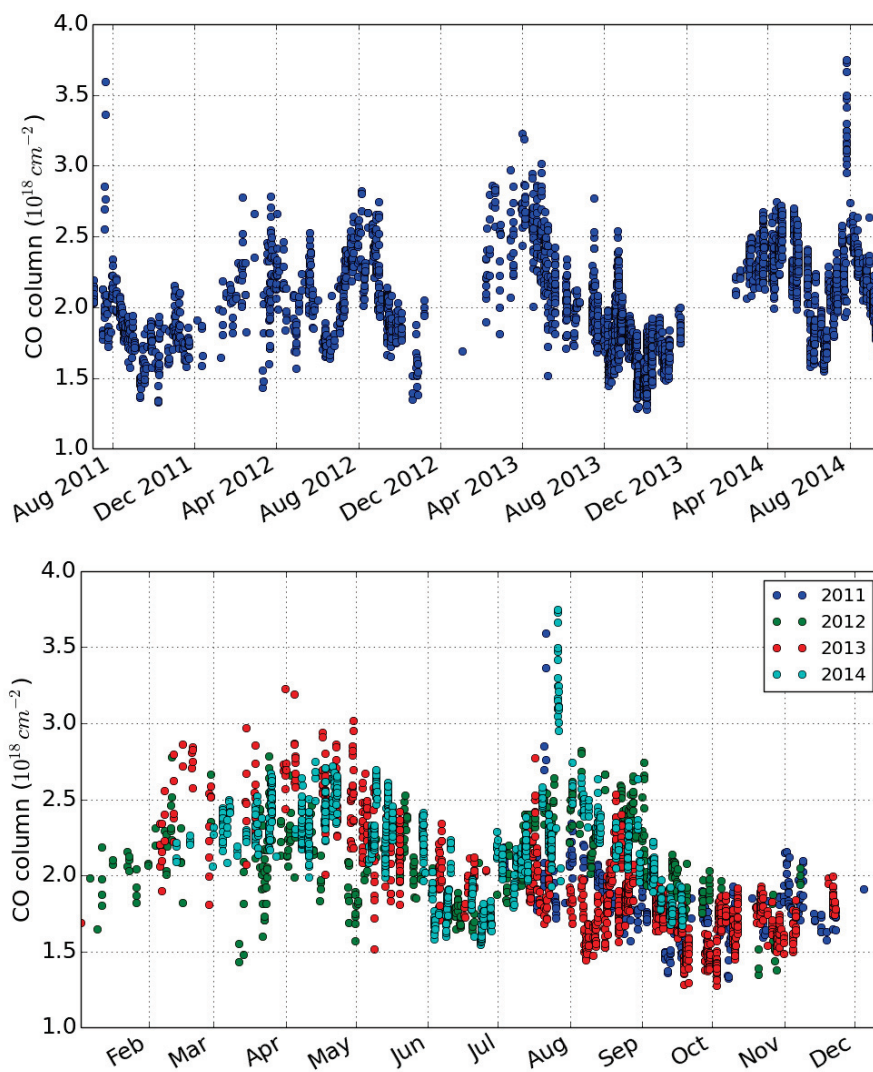 4.0
3.5
3.0
2.5
2.0
1.5
1.0
CO column (10^18 cm^-2)
Aug 2011
Dec 2011
Apr 2012
Aug 2012
Dec 2012
Apr 2013
Aug 2013
Dec 2013
Apr 2014
Aug 2014
4.0
3.5
3.0
2.5
2.0
1.5
1.0
CO column (10^18 cm^-2)
2011
2012
2013
2014
Feb
Mar
Apr
May
Jun
Jul
Aug
Sep
Oct
Nov
Dec